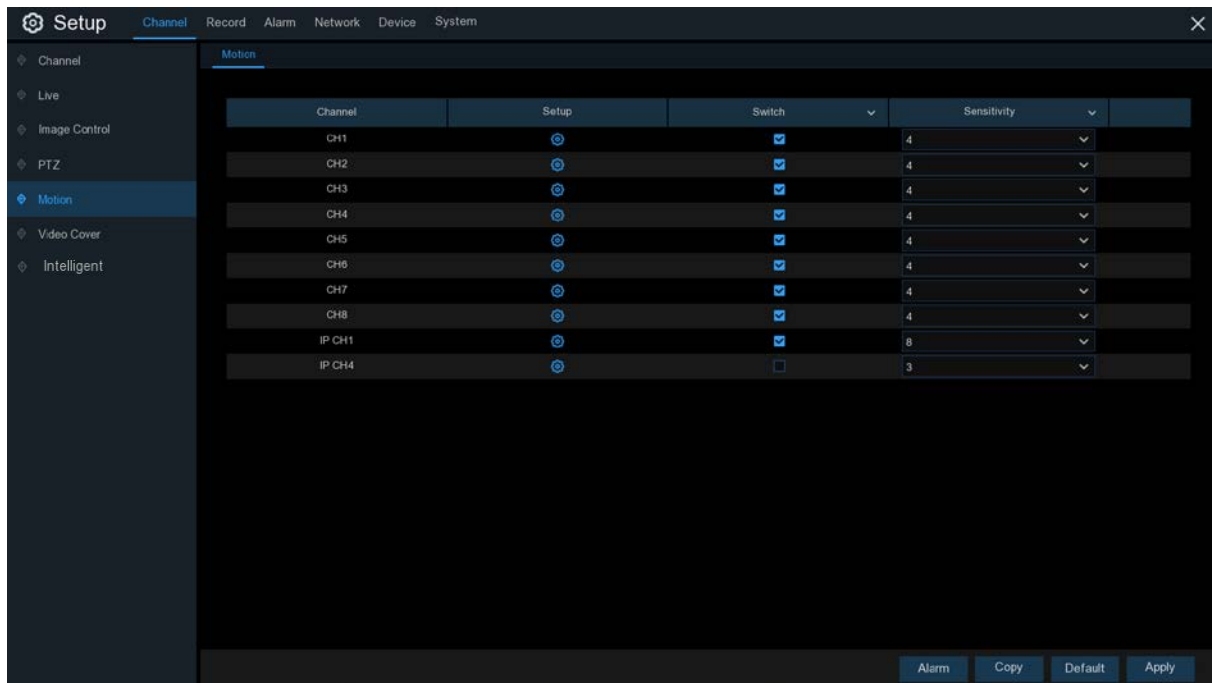 Setup Channel Record Alarm Network Device System
Channel
Motion
Live
Image Control
PTZ
Motion
Video Cover
Intelligent
Channel Setup Switch Sensitivity
CH1 4
CH2 4
CH3 4
CH4 4
CH5 4
CH6 4
CH7 4
CH8 4
IP CH1 8
IP CH4 3
Alarm Copy Default Apply